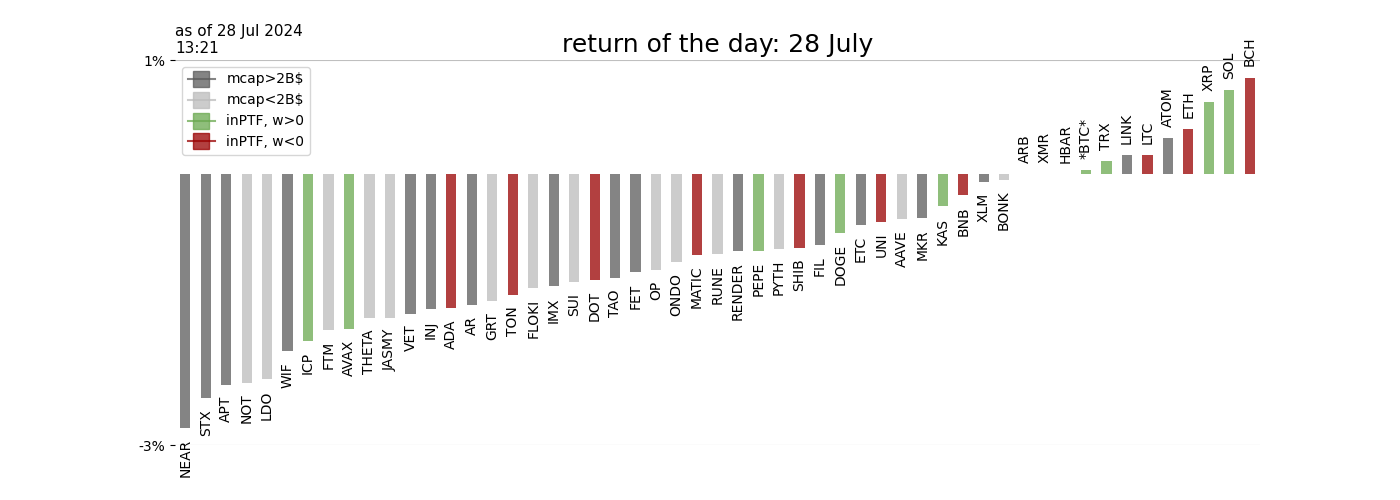 as of 28 Jul 2024
13:21
return of the day: 28 July
1%
mcap>2B$
mcap<2B$
inPTF, w>0
inPTF, w<0
-3%
NEAR
STX
APT
NOT
LDO
WIF
ICP
FTM
AVAX
THETA
JASMY
VET
INJ
ADA
AR
GRT
TON
FLOKI
IMX
SUI
DOT
TAO
FET
OP
ONDO
MATIC
RUNE
RENDER
PEPE
PYTH
SHIB
FIL
DOGE
ETC
UNI
AAVE
MKR
KAS
BNB
XLM
BONK
ARB
XMR
HBAR
*BTC*
TRX
LINK
LTC
ATOM
ETH
XRP
SOL
BCH